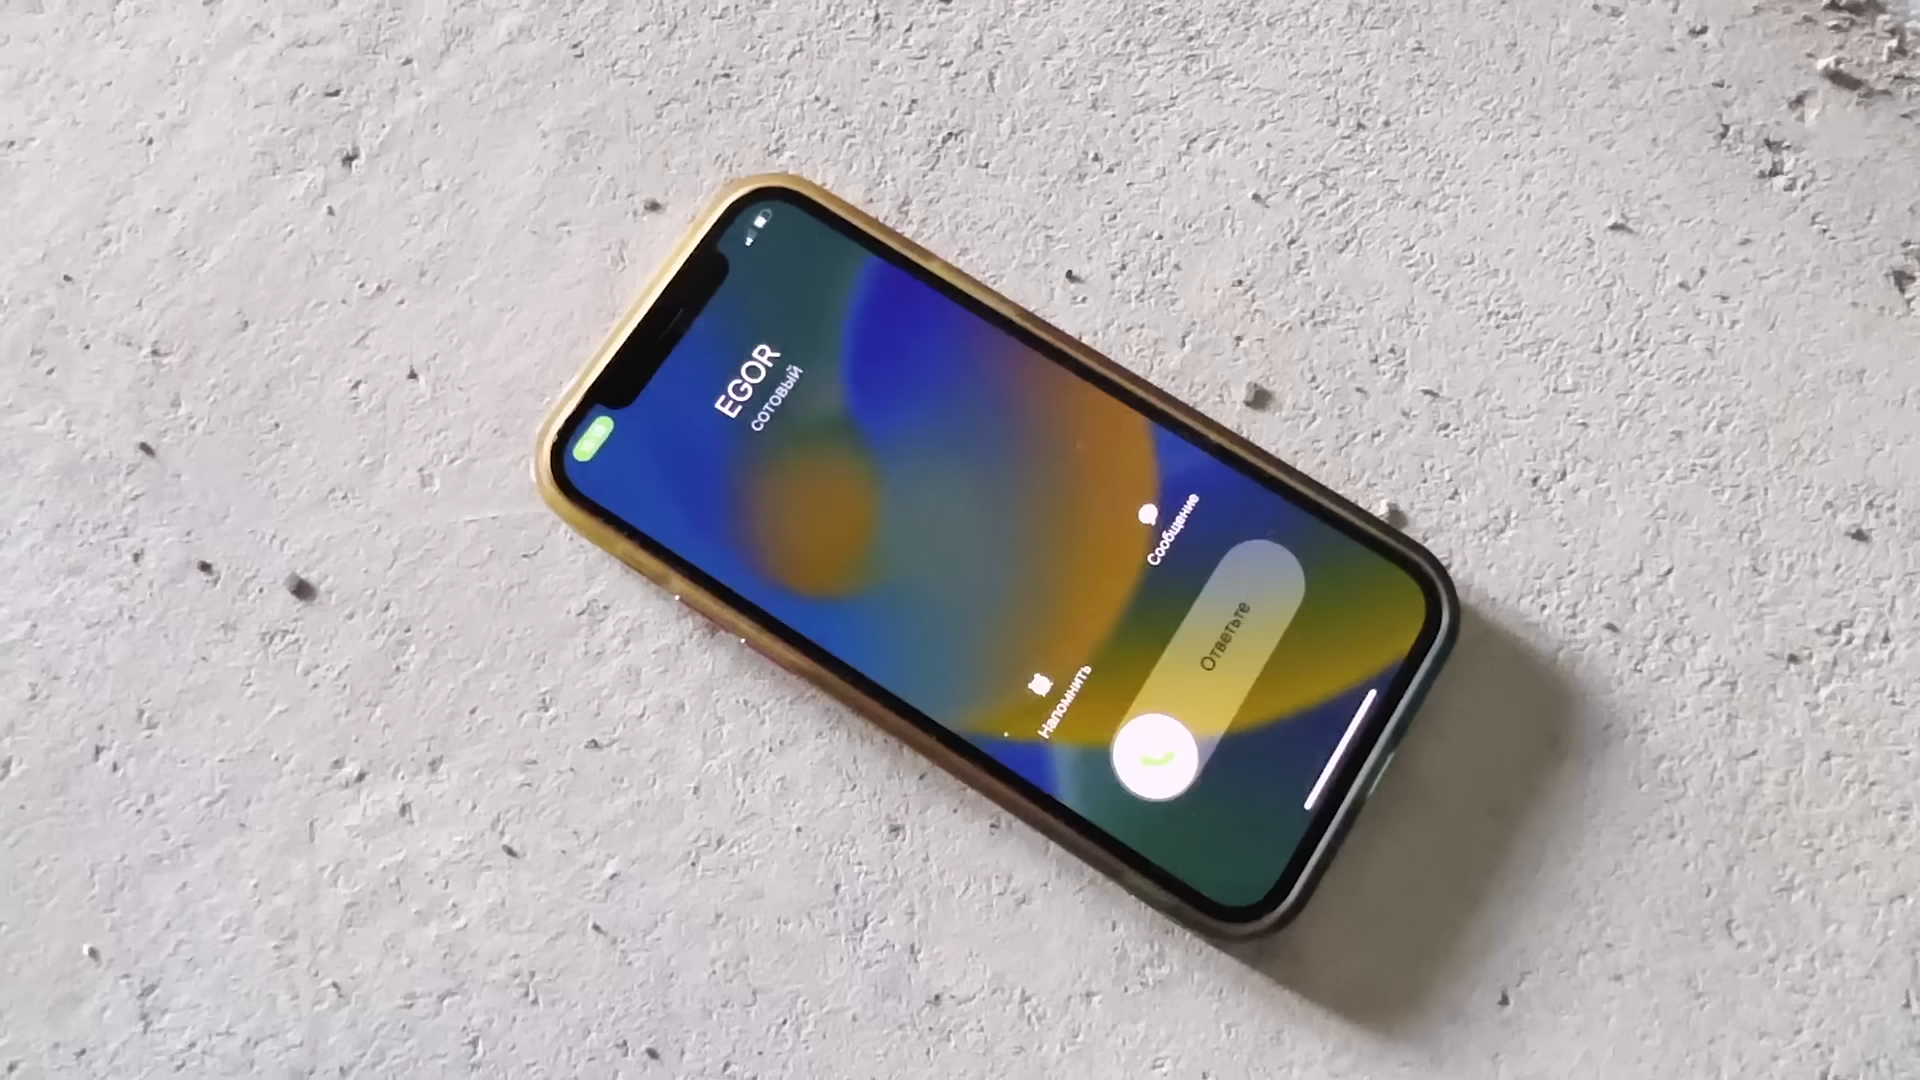 EGOR
сотовый
Напомнить
Сообщение
Ответьте